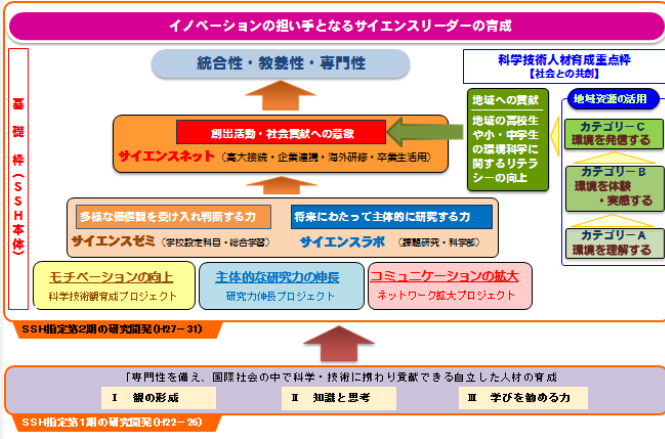 イノベーションの担い手となるサイエンスリーダーの育成
統合性・教養性・専門性
科学技術人材育成重点枠
【社会との共創】
基礎枠(SSH本体)
創出活動・社会貢献への意欲
サイエンスネット(高大接続・企業連携・海外研修・卒業生活用)
地域への貢献
地域の高校生
や小・中学生
の環境科学に
関するリテラ
シーの向上
地域資源の活用
カテゴリーC
環境を発信する
カテゴリーB
環境を体験
・実感する
カテゴリーA
環境を理解する
多様な価値観を受け入れ判断する力
サイエンスゼミ(学校設定科目・総合学習)
将来にわたって主体的に研究する力
サイエンスラボ(課題研究・科学部)
モチベーションの向上
科学技術観育成プロジェクト
主体的な研究力の伸長
研究力伸長プロジェクト
コミュニケーションの拡大
ネットワーク拡大プロジェクト
SSH指定第2期の研究開発(H27-31)
「専門性を備え、国際社会の中で科学・技術に携わり貢献できる自立した人材の育成
Ⅰ 観の形成
Ⅱ 知識と思考
Ⅲ 学びを勧める力
SSH指定第1期の研究開発(H22-26)